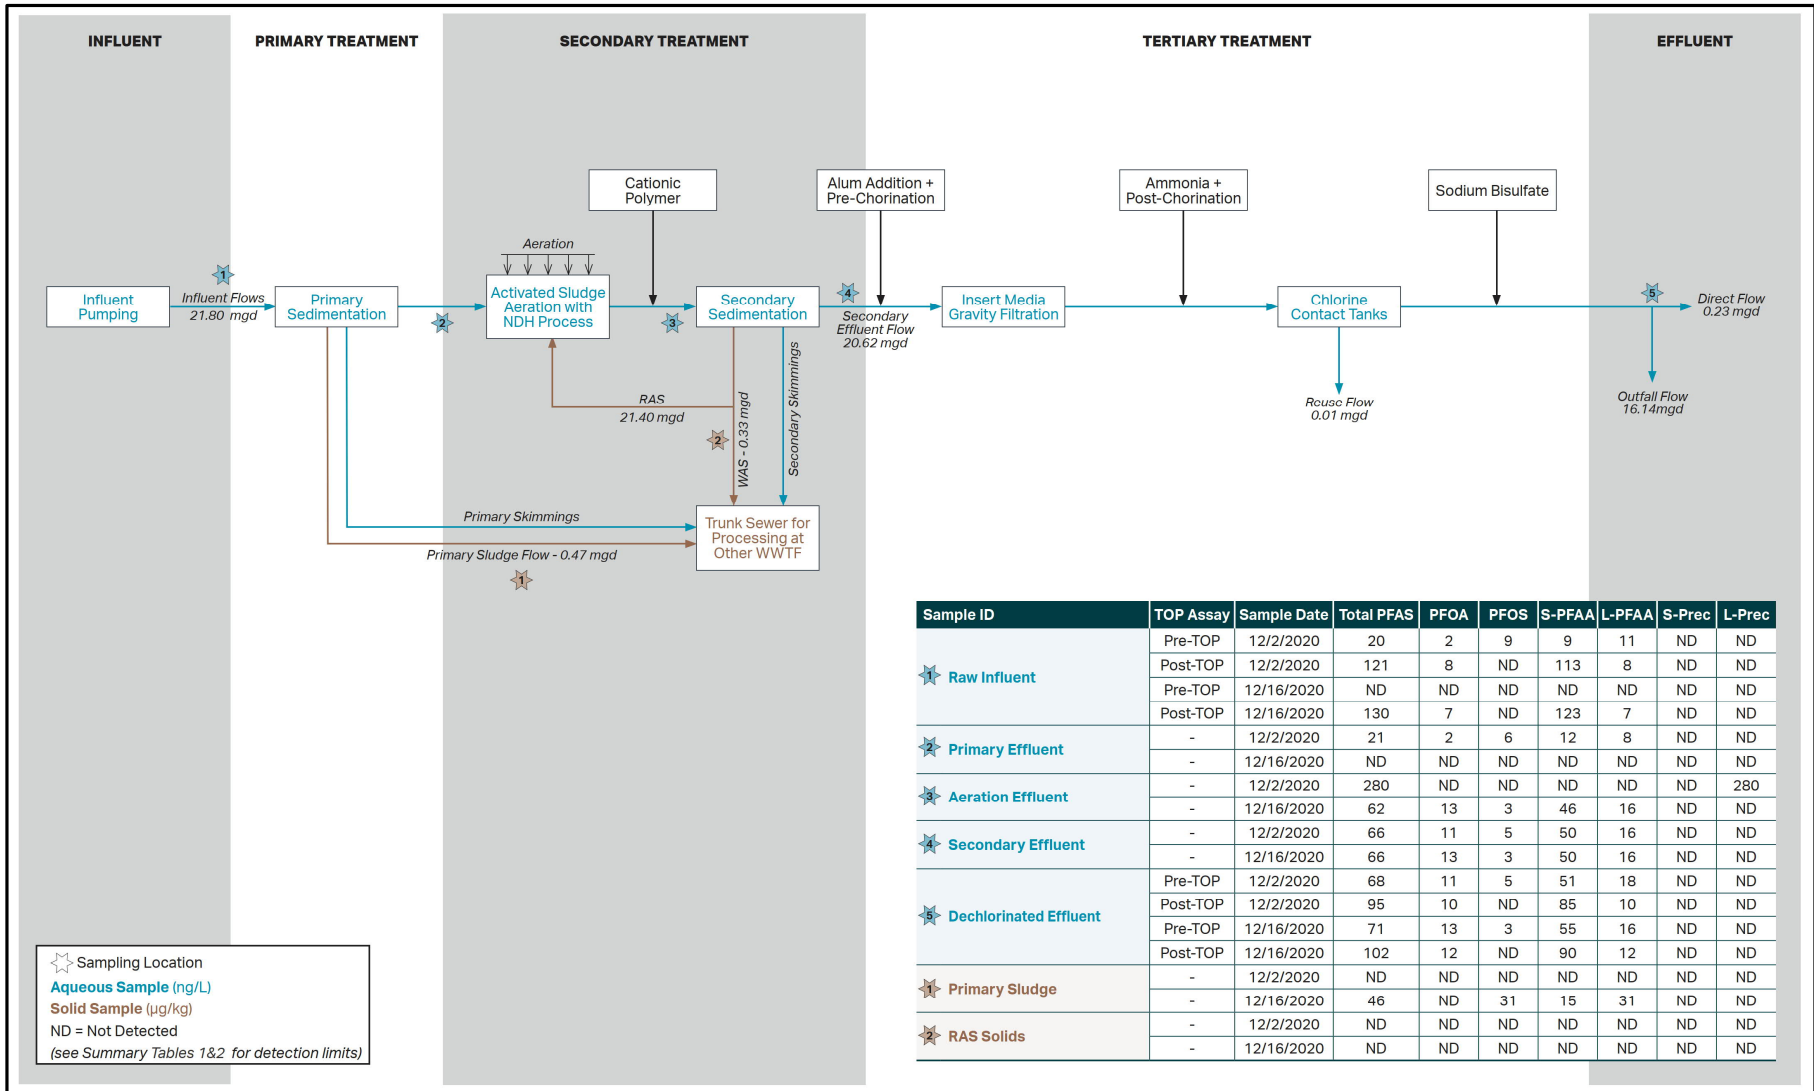 INFLUENT
PRIMARY TREATMENT
SECONDARY TREATMENT
TERTIARY TREATMENT
EFFLUENT
Cationic
Polymer
Alum Addition +
Pre-Chorination
Ammonia +
Post-Chorination
Sodium Bisulfate
Aeration
1
Influent
Pumping
Influent Flows
21.80 mgd
Primary
Sedimentation
2
Activated Sludge
Aeration with
NDH Process
3
Secondary
Sedimentation
4
Secondary
Effluent Flow
20.62 mgd
Insert Media
Gravity Filtration
Chlorine
Contact Tanks
5
Direct Flow
0.23 mgd
Outfall Flow
16.14mgd
Reuse Flow
0.01 mgd
RAS
21.40 mgd
2
WAS - 0.33 mgd
Secondary Skimmings
Primary Skimmings
Primary Sludge Flow - 0.47 mgd
1
Trunk Sewer for
Processing at
Other WWTF
Sample ID TOP Assay Sample Date Total PFAS PFOA PFOS S-PFAA L-PFAA S-Prec L-Prec
1 Raw Influent
Pre-TOP 12/2/2020 20 2 9 9 11 ND ND
Post-TOP 12/2/2020 121 8 ND 113 8 ND ND
Pre-TOP 12/16/2020 ND ND ND ND ND ND ND
Post-TOP 12/16/2020 130 7 ND 123 7 ND ND
2 Primary Effluent
- 12/2/2020 21 2 6 12 8 ND ND
- 12/16/2020 ND ND ND ND ND ND ND
3 Aeration Effluent
- 12/2/2020 280 ND ND ND ND ND 280
- 12/16/2020 62 13 3 46 16 ND ND
4 Secondary Effluent
- 12/2/2020 66 11 5 50 16 ND ND
- 12/16/2020 66 13 3 50 16 ND ND
5 Dechlorinated Effluent
Pre-TOP 12/2/2020 68 11 5 51 18 ND ND
Post-TOP 12/2/2020 95 10 ND 85 10 ND ND
Pre-TOP 12/16/2020 71 13 3 55 16 ND ND
Post-TOP 12/16/2020 102 12 ND 90 12 ND ND
1 Primary Sludge
- 12/2/2020 ND ND ND ND ND ND ND
- 12/16/2020 46 ND 31 15 31 ND ND
2 RAS Solids
- 12/2/2020 ND ND ND ND ND ND ND
- 12/16/2020 ND ND ND ND ND ND ND
Sampling Location
Aqueous Sample (ng/L)
Solid Sample (µg/kg)
ND = Not Detected
(see Summary Tables 1&2 for detection limits)